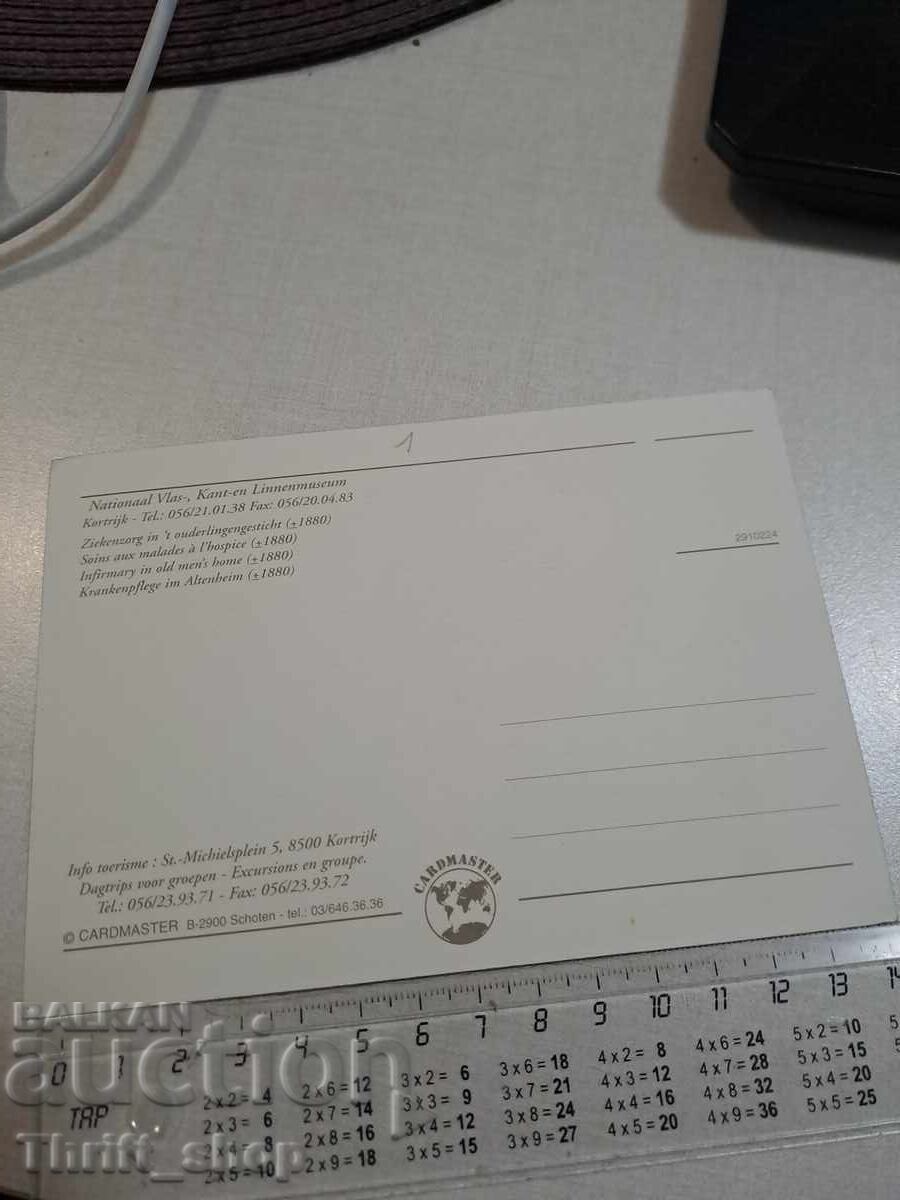 1
Nationaal Vlas-, Kant-en Linnenmuseum
Kortrijk - Tel.: 056/21.01.38 Fax: 056/20.04.83
Ziekenzorg in 't ouderlingengesticht (±1880)
Soins aux malades à l'hospice (±1880)
Infirmary in old men's home (±1880)
Krankenpflege im Altenheim (±1880)
2910224
Info toerisme : St.-Michielsplein 5, 8500 Kortrijk
Dagtrips voor groepen - Excursions en groupe.
Tel.: 056/23.93.71 - Fax: 056/23.93.72
© CARDMASTER B-2900 Schoten - tel.: 03/646.36.36
CARDMASTER
0 1 2 3 4 5 6 7 8 9 10 11 12 13 14
TAP
2 x 2 = 4 2 x 6 = 12 3 x 2 = 6 3 x 6 = 18 4 x 2 = 8 4 x 6 = 24 5 x 2 = 10 5
2 x 3 = 6 2 x 7 = 14 3 x 3 = 9 3 x 7 = 21 4 x 3 = 12 4 x 7 = 28 5 x 3 = 15
2 x 4 = 8 2 x 8 = 16 3 x 4 = 12 3 x 8 = 24 4 x 4 = 16 4 x 8 = 32 5 x 4 = 20
2 x 5 = 10 2 x 9 = 18 3 x 5 = 15 3 x 9 = 27 4 x 5 = 20 4 x 9 = 36 5 x 5 = 25
BALKAN
auction
Thrift_shop